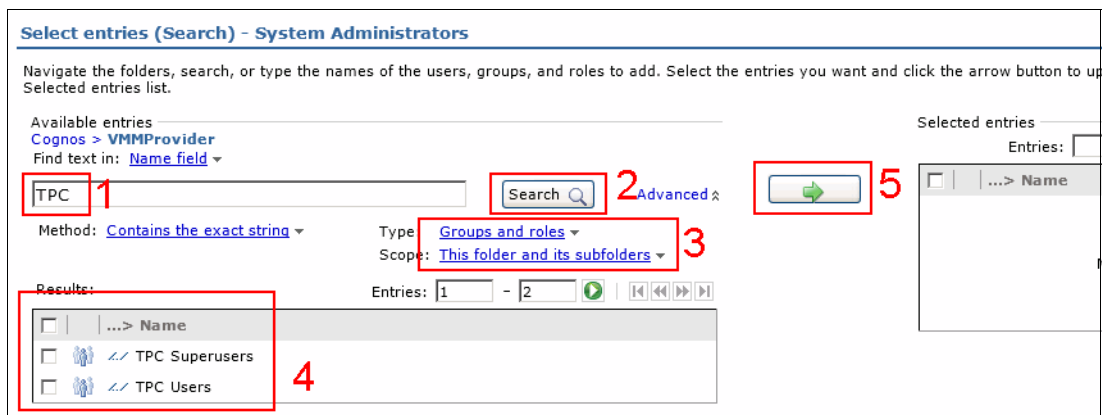 Select entries (Search) - System Administrators
Navigate the folders, search, or type the names of the users, groups, and roles to add. Select the entries you want and click the arrow button to up
Selected entries list.
Available entries
Selected entries
Cognos > VMMProvider
Entries:
Find text in: Name field
...> Name
TPC
1
Search
2
Advanced
5
Method: Contains the exact string
Type Groups and roles
3
Scope: This folder and its subfolders
Results:
Entries: 1 - 2
...> Name
TPC Superusers
4
TPC Users